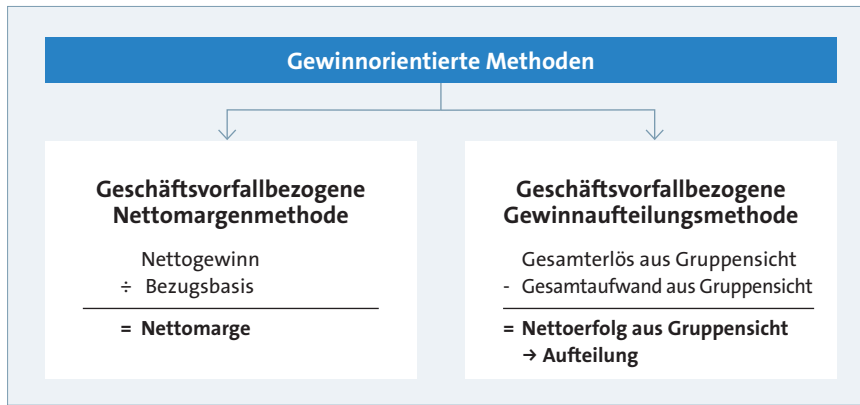 Gewinnorientierte Methoden
Geschäftsvorfallbezogene
Nettomargenmethode
Nettogewinn
÷ Bezugsbasis
= Nettomarge
Geschäftsvorfallbezogene
Gewinnaufteilungsmethode
Gesamterlös aus Gruppensicht
- Gesamtaufwand aus Gruppensicht
= Nettoerfolg aus Gruppensicht
→ Aufteilung